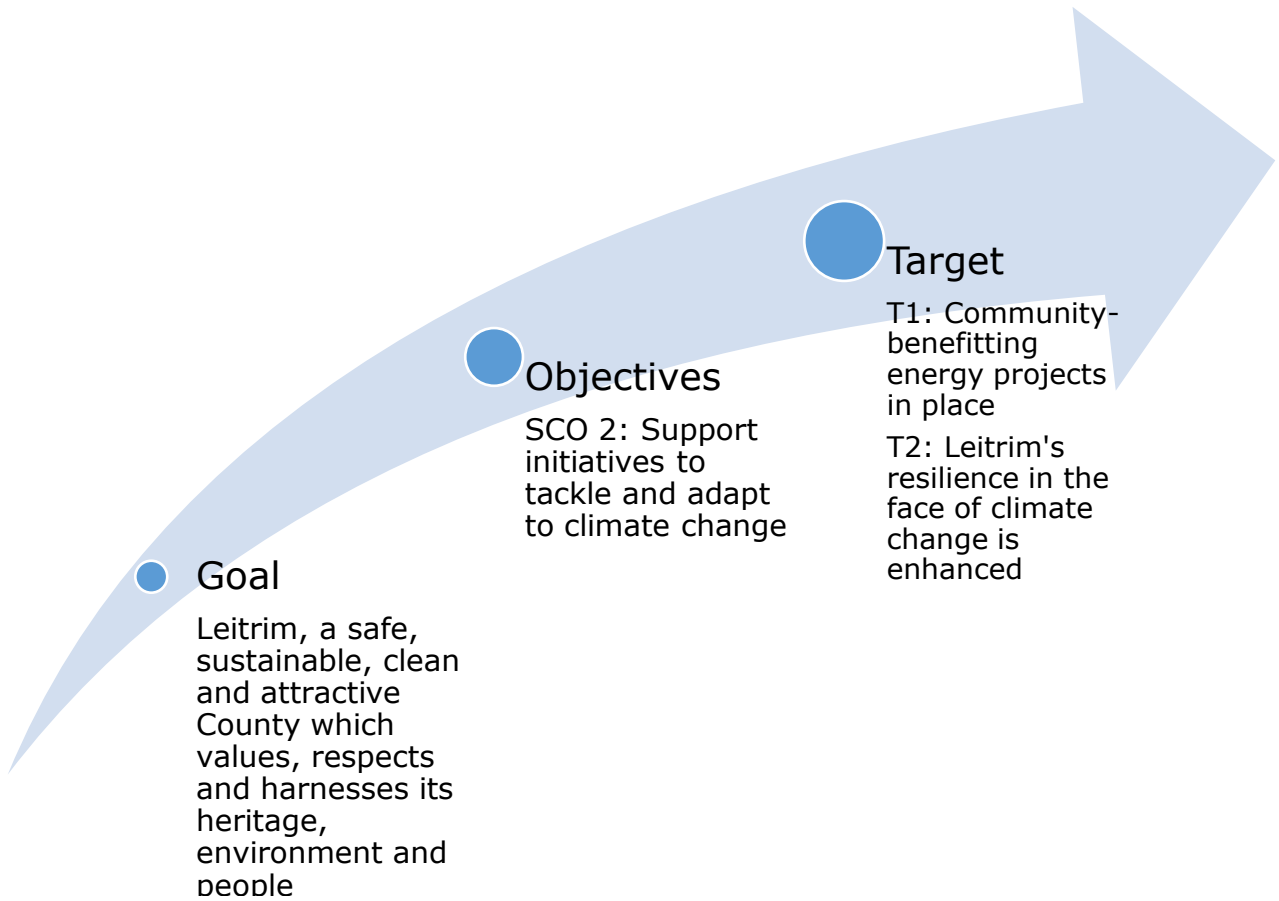 Goal
Leitrim, a safe,
sustainable, clean
and attractive
County which
values, respects
and harnesses its
heritage,
environment and
people
Objectives
SCO 2: Support
initiatives to
tackle and adapt
to climate change
Target
T1: Community-
benefitting
energy projects
in place
T2: Leitrim's
resilience in the
face of climate
change is
enhanced